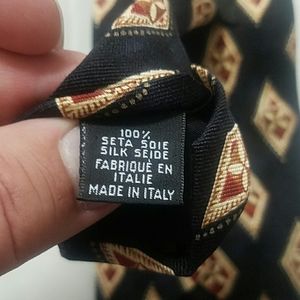 100%
SETA SOIE
SILK SEIDE
FABRIQUÉ EN
ITALIE
MADE IN ITALY